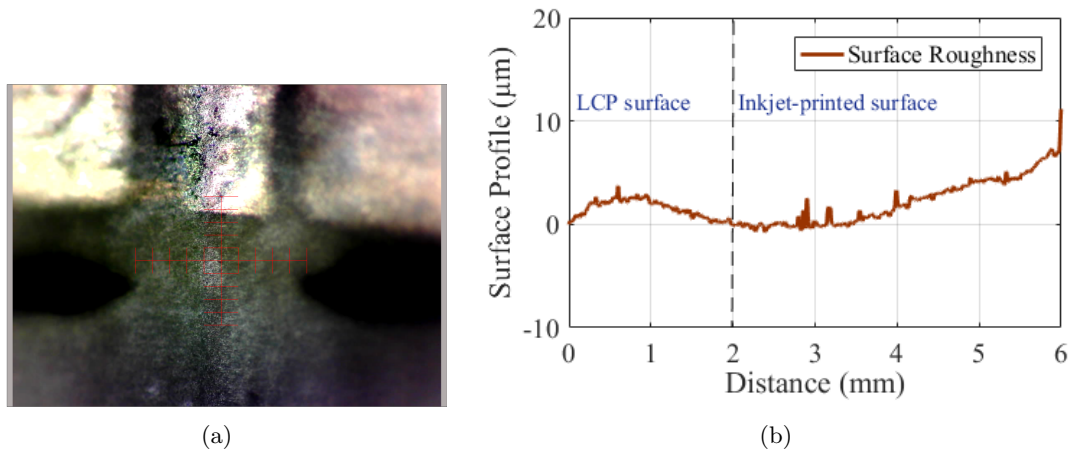 20
10
0
-10
Surface Profile (µm)
Surface Roughness
LCP surface
Inkjet-printed surface
0 1 2 3 4 5 6
Distance (mm)
(a)
(b)